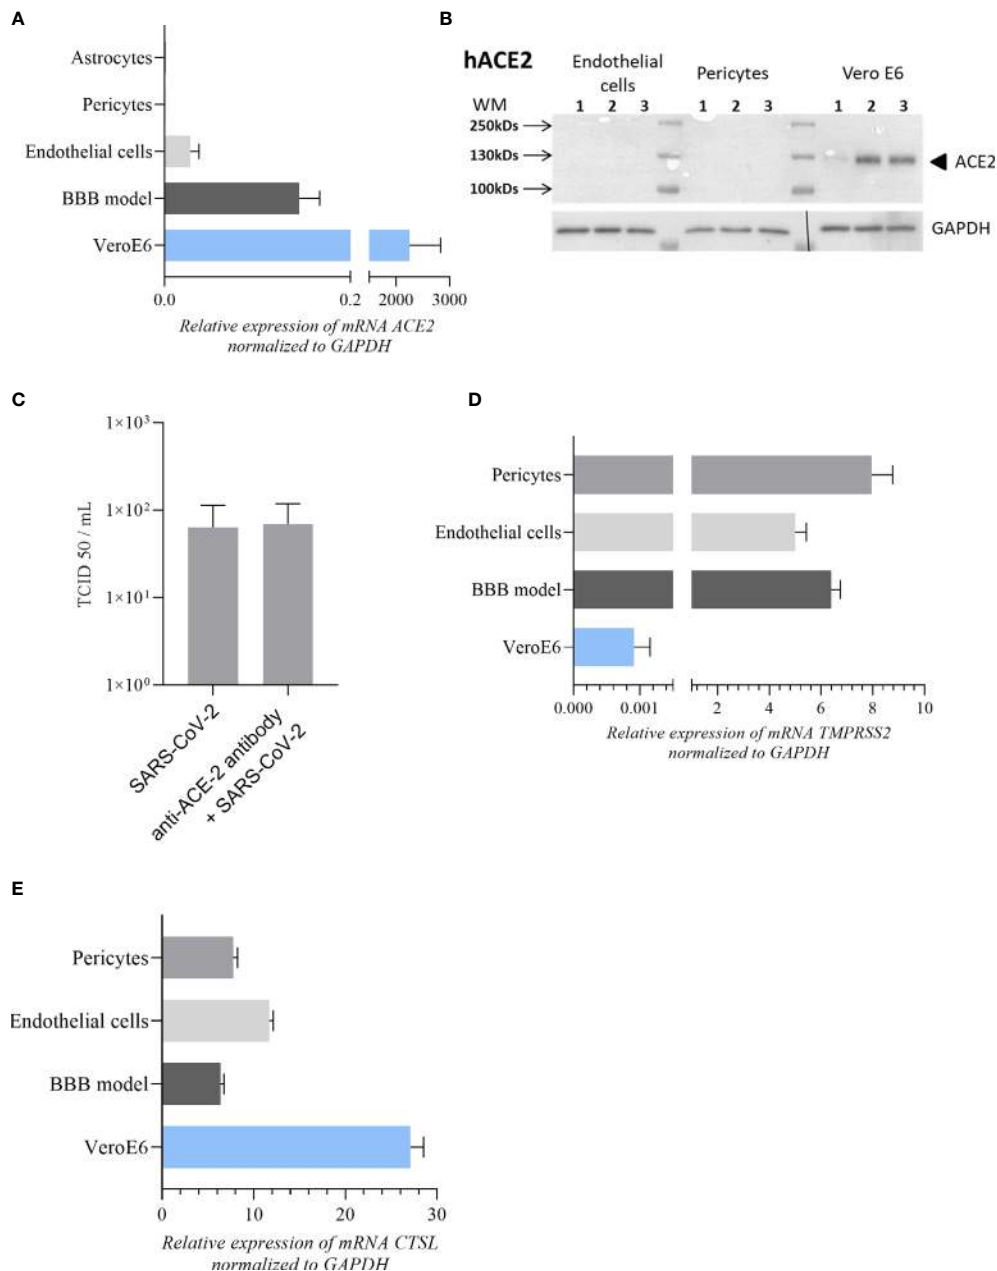 A
Astrocytes
Pericytes
Endothelial cells
BBB model
VeroE6
0.0 0.2 2000 3000
Relative expression of mRNA ACE2
normalized to GAPDH
B
hACE2
Endothelial
cells
Pericytes
Vero E6
WM 1 2 3 1 2 3 1 2 3
250kDs
130kDs
100kDs
ACE2
GAPDH
C
1×10³
1×10²
1×10¹
1×10⁰
TCID 50 / mL
SARS-CoV-2
anti-ACE-2 antibody
+ SARS-CoV-2
D
Pericytes
Endothelial cells
BBB model
VeroE6
0.000 0.001 2 4 6 8 10
Relative expression of mRNA TMPRSS2
normalized to GAPDH
E
Pericytes
Endothelial cells
BBB model
VeroE6
0 10 20 30
Relative expression of mRNA CTSL
normalized to GAPDH